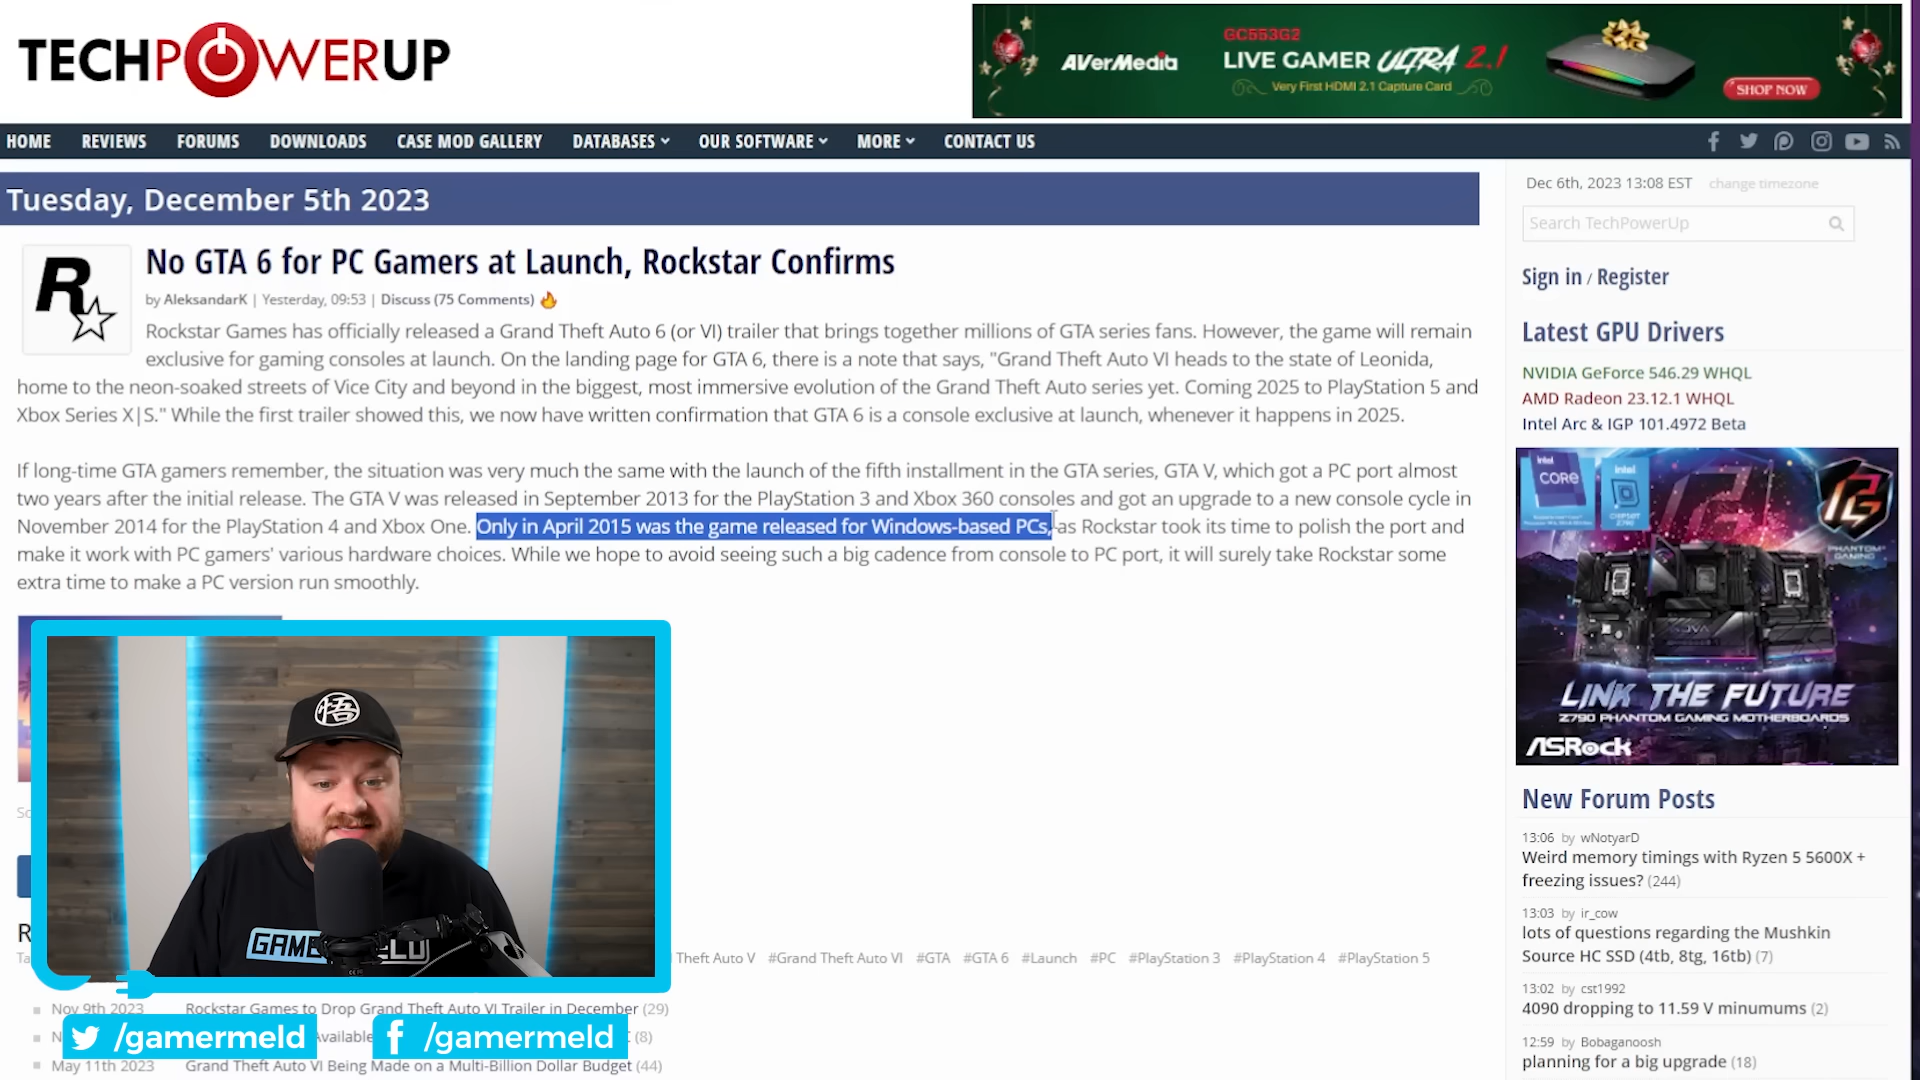 TECHPOWERUP
AVerMedia
GC553G2
LIVE GAMER ULTRA 2.1
Very First HDMI 2.1 Capture Card
SHOP NOW
HOME REVIEWS FORUMS DOWNLOADS CASE MOD GALLERY DATABASES OUR SOFTWARE MORE CONTACT US
Tuesday, December 5th 2023
No GTA 6 for PC Gamers at Launch, Rockstar Confirms
by AleksandarK | Yesterday, 09:53 | Discuss (75 Comments)
R
Rockstar Games has officially released a Grand Theft Auto 6 (or VI) trailer that brings together millions of GTA series fans. However, the game will remain
exclusive for gaming consoles at launch. On the landing page for GTA 6, there is a note that says, "Grand Theft Auto VI heads to the state of Leonida,
home to the neon-soaked streets of Vice City and beyond in the biggest, most immersive evolution of the Grand Theft Auto series yet. Coming 2025 to PlayStation 5 and
Xbox Series X|S." While the first trailer showed this, we now have written confirmation that GTA 6 is a console exclusive at launch, whenever it happens in 2025.
If long-time GTA gamers remember, the situation was very much the same with the launch of the fifth installment in the GTA series, GTA V, which got a PC port almost
two years after the initial release. The GTA V was released in September 2013 for the PlayStation 3 and Xbox 360 consoles and got an upgrade to a new console cycle in
November 2014 for the PlayStation 4 and Xbox One. Only in April 2015 was the game released for Windows-based PCs, as Rockstar took its time to polish the port and
make it work with PC gamers' various hardware choices. While we hope to avoid seeing such a big cadence from console to PC port, it will surely take Rockstar some
extra time to make a PC version run smoothly.
悟
Theft Auto V #Grand Theft Auto VI #GTA #GTA 6 #Launch #PC #PlayStation 3 #PlayStation 4 #PlayStation 5
Nov 9th 2023 Rockstar Games to Drop Grand Theft Auto VI Trailer in December (29)
Available (8)
May 11th 2023 Grand Theft Auto VI Being Made on a Multi-Billion Dollar Budget (44)
/gamermeld
/gamermeld
Dec 6th, 2023 13:08 EST change timezone
Search TechPowerUp
Sign in / Register
Latest GPU Drivers
NVIDIA GeForce 546.29 WHQL
AMD Radeon 23.12.1 WHQL
Intel Arc & IGP 101.4972 Beta
intel
CORE
intel
PHANTOM
GAMING
LINK THE FUTURE
Z790 PHANTOM GAMING MOTHERBOARDS
ASRock
New Forum Posts
13:06 by wNotyarD
Weird memory timings with Ryzen 5 5600X +
freezing issues? (244)
13:03 by ir_cow
lots of questions regarding the Mushkin
Source HC SSD (4tb, 8tg, 16tb) (7)
13:02 by cst1992
4090 dropping to 11.59 V minumums (2)
12:59 by Bobaganoosh
planning for a big upgrade (18)